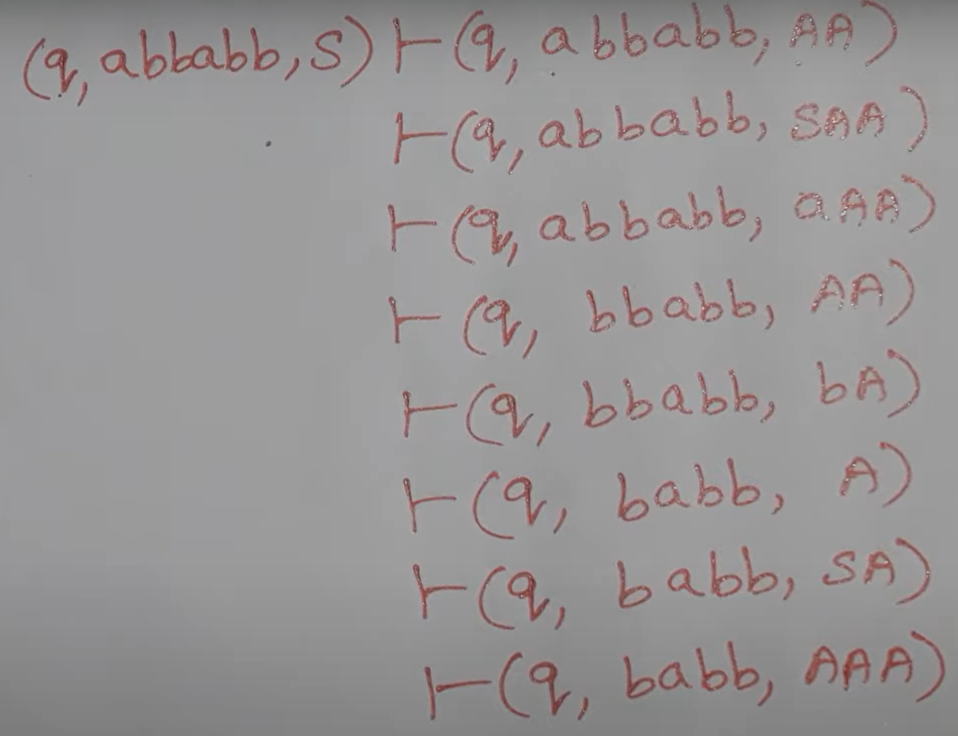 (q, abbabb, S) ⊢ (q, abbabb, AA)
⊢ (q, abbabb, SAA)
⊢ (q, abbabb, aAA)
⊢ (q, bbabb, AA)
⊢ (q, bbabb, bA)
⊢ (q, babb, A)
⊢ (q, babb, SA)
⊢ (q, babb, AAA)